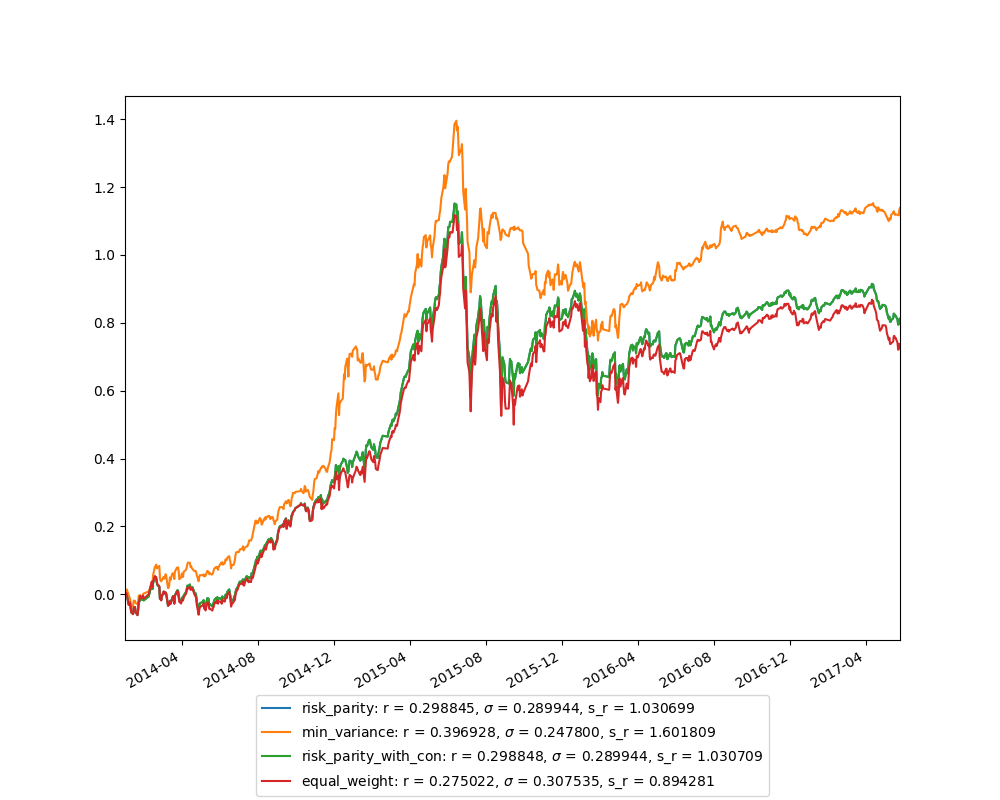 1.4
1.2
1.0
0.8
0.6
0.4
0.2
0.0
2014-04 2014-08 2014-12 2015-04 2015-08 2015-12 2016-04 2016-08 2016-12 2017-04
risk_parity: r = 0.298845, σ = 0.289944, s_r = 1.030699
min_variance: r = 0.396928, σ = 0.247800, s_r = 1.601809
risk_parity_with_con: r = 0.298848, σ = 0.289944, s_r = 1.030709
equal_weight: r = 0.275022, σ = 0.307535, s_r = 0.894281